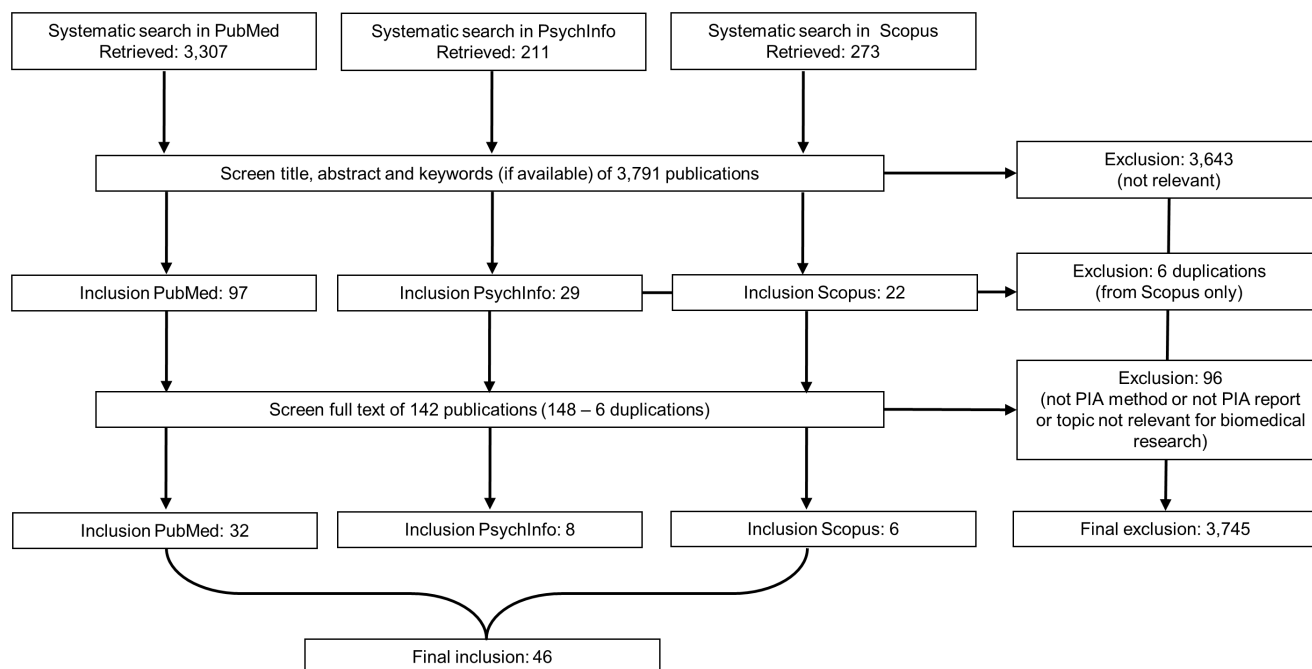 Systematic search in PubMed
Retrieved: 3,307
Systematic search in PsychInfo
Retrieved: 211
Systematic search in Scopus
Retrieved: 273
Screen title, abstract and keywords (if available) of 3,791 publications
Exclusion: 3,643
(not relevant)
Inclusion PubMed: 97
Inclusion PsychInfo: 29
Inclusion Scopus: 22
Exclusion: 6 duplications
(from Scopus only)
Screen full text of 142 publications (148 – 6 duplications)
Exclusion: 96
(not PIA method or not PIA report
or topic not relevant for biomedical
research)
Inclusion PubMed: 32
Inclusion PsychInfo: 8
Inclusion Scopus: 6
Final exclusion: 3,745
Final inclusion: 46